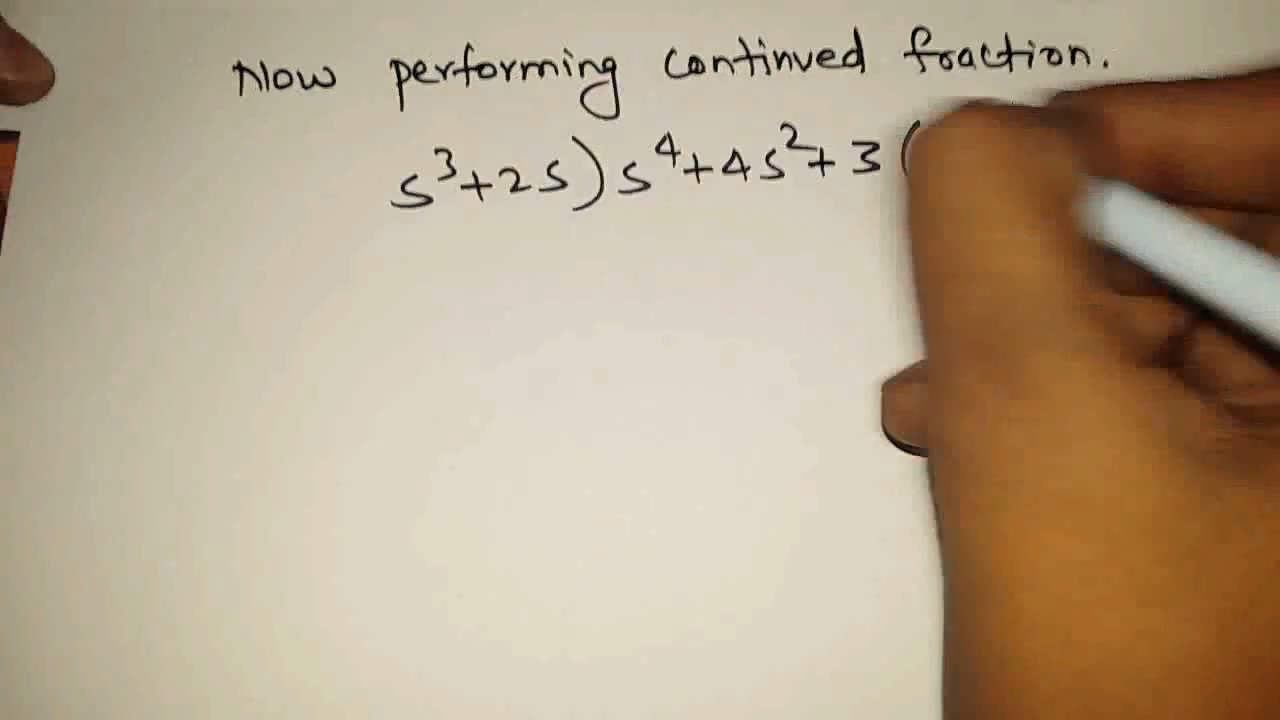 Now performing continued fraction.
s³+2s)s⁴+4s²+3(